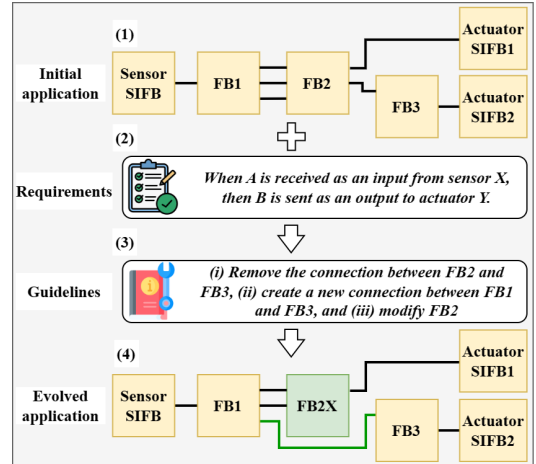 (1)
Initial
application
Sensor
SIFB
FB1
FB2
Actuator
SIFB1
FB3
Actuator
SIFB2
(2)
Requirements
When A is received as an input from sensor X,
then B is sent as an output to actuator Y.
(3)
Guidelines
(i) Remove the connection between FB2 and
FB3, (ii) create a new connection between FB1
and FB3, and (iii) modify FB2
(4)
Evolved
application
Sensor
SIFB
FB1
FB2X
Actuator
SIFB1
FB3
Actuator
SIFB2